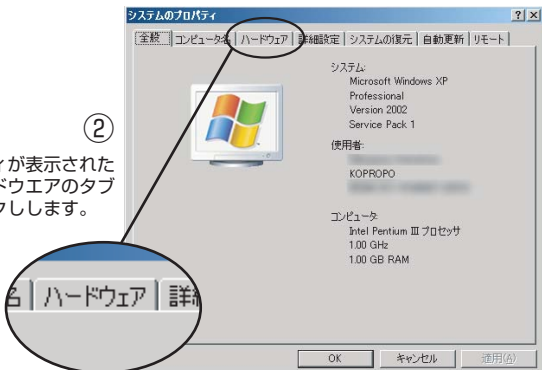 システムのプロパティ
全般 コンピュータ名 ハードウェア 詳細設定 システムの復元 自動更新 リモート
システム:
Microsoft Windows XP
Professional
Version 2002
Service Pack 1
使用者:
KOPROPO
コンピュータ:
Intel Pentium III プロセッサ
1.00 GHz
1.00 GB RAM
②
ィが表示された
ドウエアのタブ
クしします。
名 ハードウェア 詳細
OK キャンセル 適用(A)